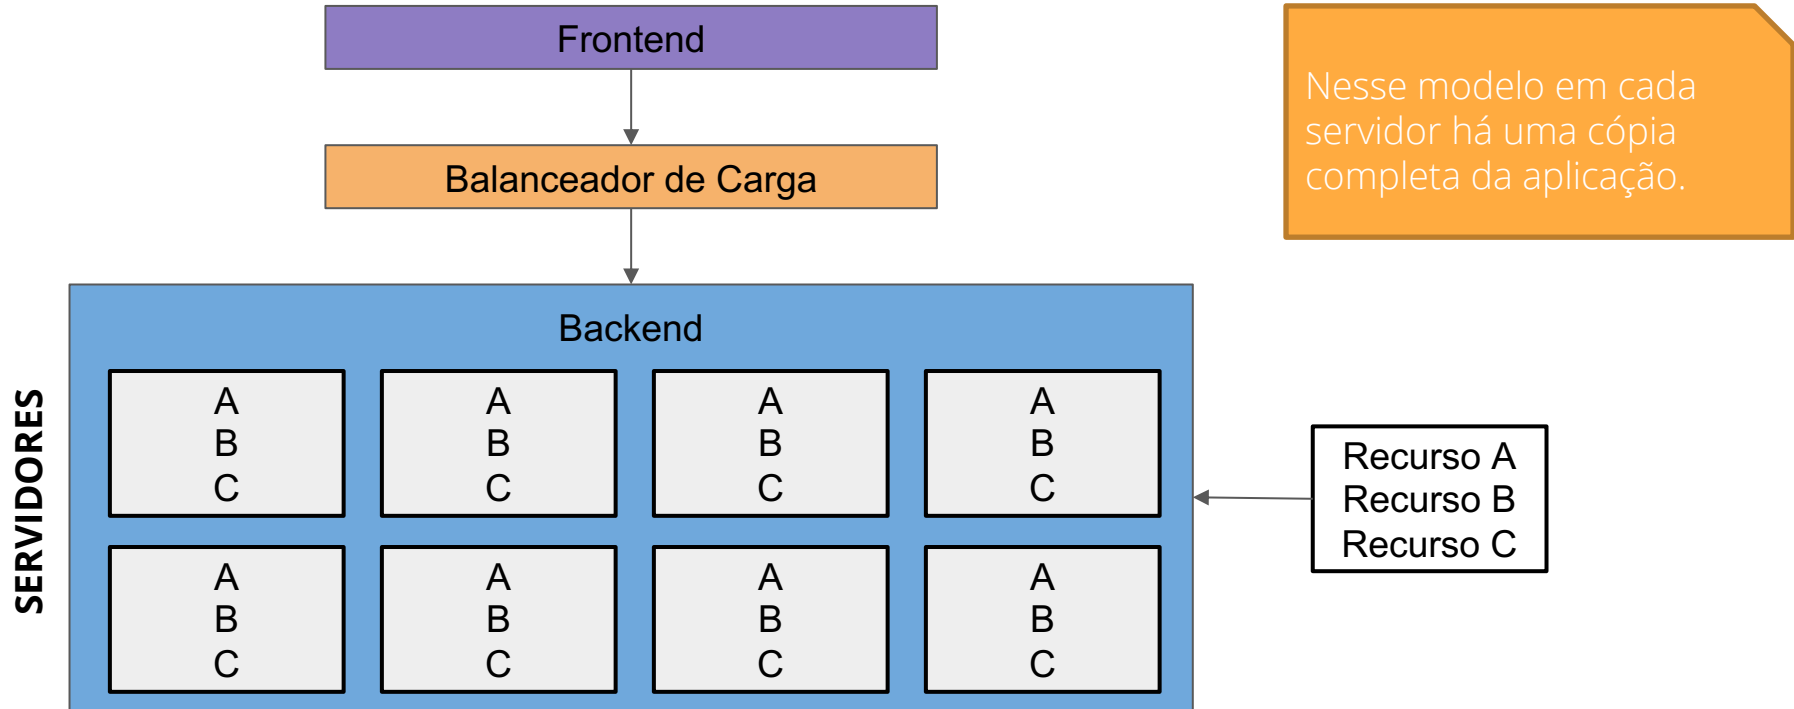 Frontend
Nesse modelo em cada
servidor há uma cópia
completa da aplicação.
Balanceador de Carga
Backend
SERVIDORES
A
B
C
A
B
C
A
B
C
A
B
C
Recurso A
Recurso B
Recurso C
A
B
C
A
B
C
A
B
C
A
B
C